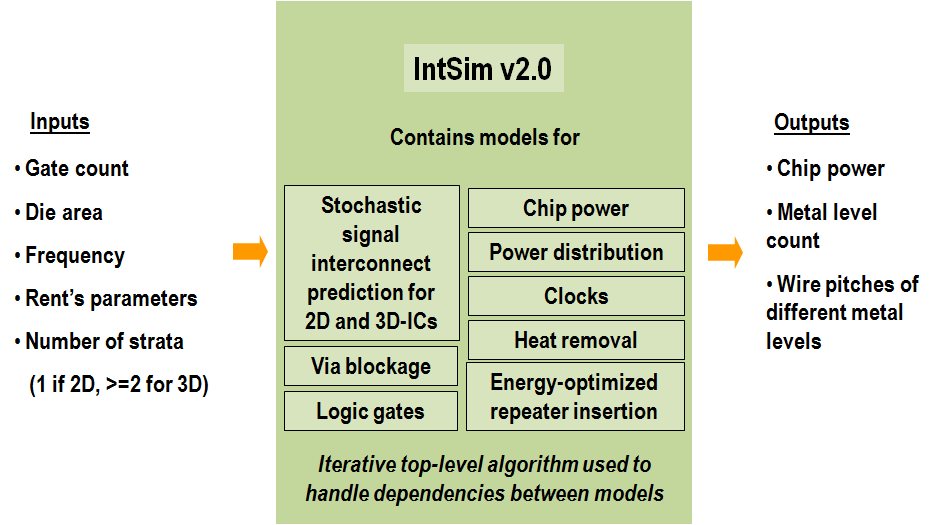 Inputs
• Gate count
• Die area
• Frequency
• Rent's parameters
• Number of strata
(1 if 2D, >=2 for 3D)
IntSim v2.0
Contains models for
Stochastic
signal
interconnect
prediction for
2D and 3D-ICs
Via blockage
Logic gates
Chip power
Power distribution
Clocks
Heat removal
Energy-optimized
repeater insertion
Iterative top-level algorithm used to
handle dependencies between models
Outputs
• Chip power
• Metal level
count
• Wire pitches of
different metal
levels